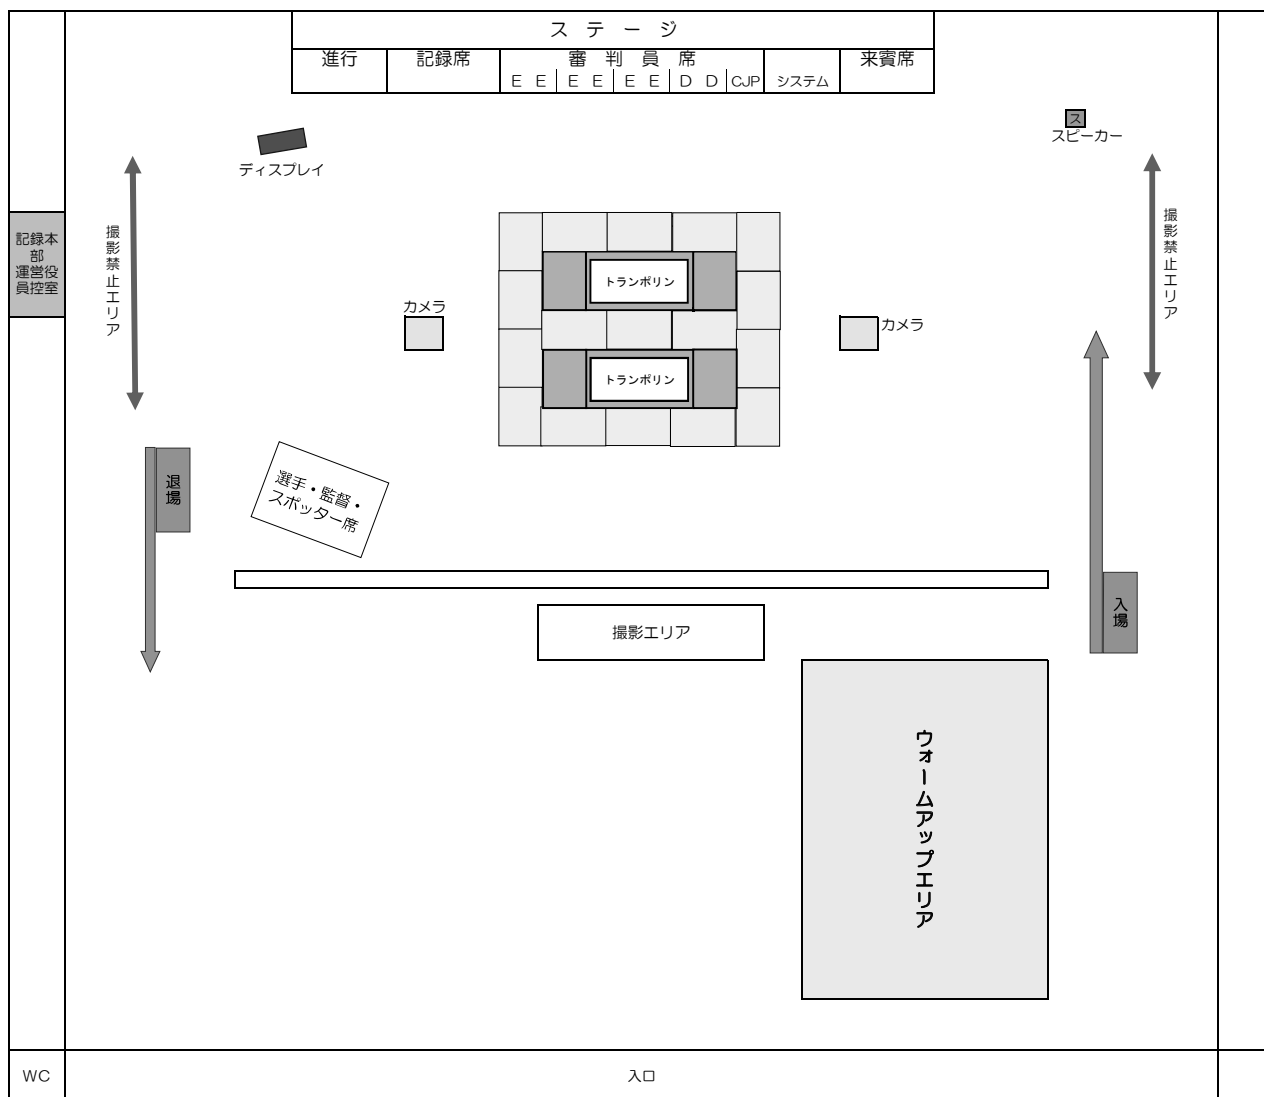 ステージ
進行
記録席
審判員席
来賓席
E E E E E E D D CJP システム
ス
スピーカー
ディスプレイ
記録本
部
運営役
員控室
撮影禁止エリア
撮影禁止エリア
トランポリン
カメラ
カメラ
トランポリン
退場
選手・監督・
スポッター席
入場
撮影エリア
ウォームアップエリア
WC
入口